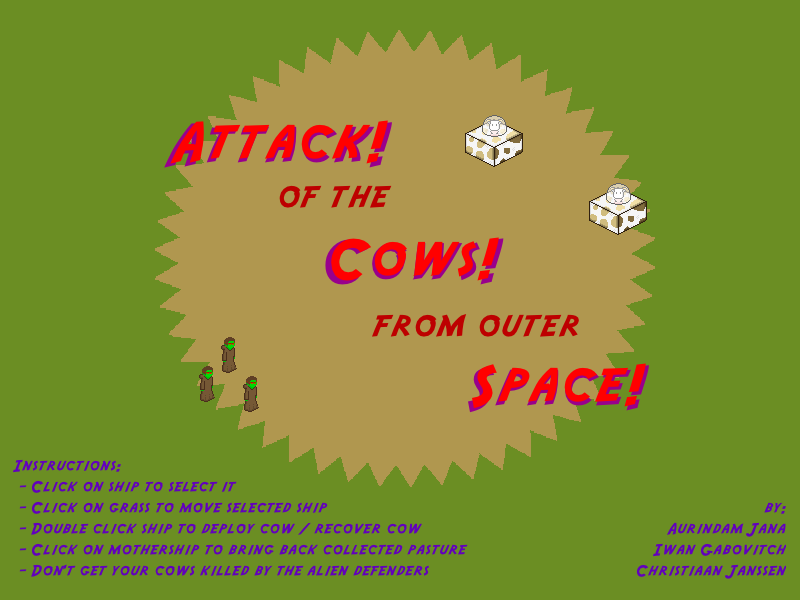 Attack!
of the
Cows!
from outer
Space!
Instructions:
- Click on ship to select it
- Click on grass to move selected ship
- Double click ship to deploy cow / recover cow
- Click on mothership to bring back collected pasture
- Don't get your cows killed by the alien defenders
by:
Aurindam Jana
Iwan Gabovitch
Christiaan Janssen